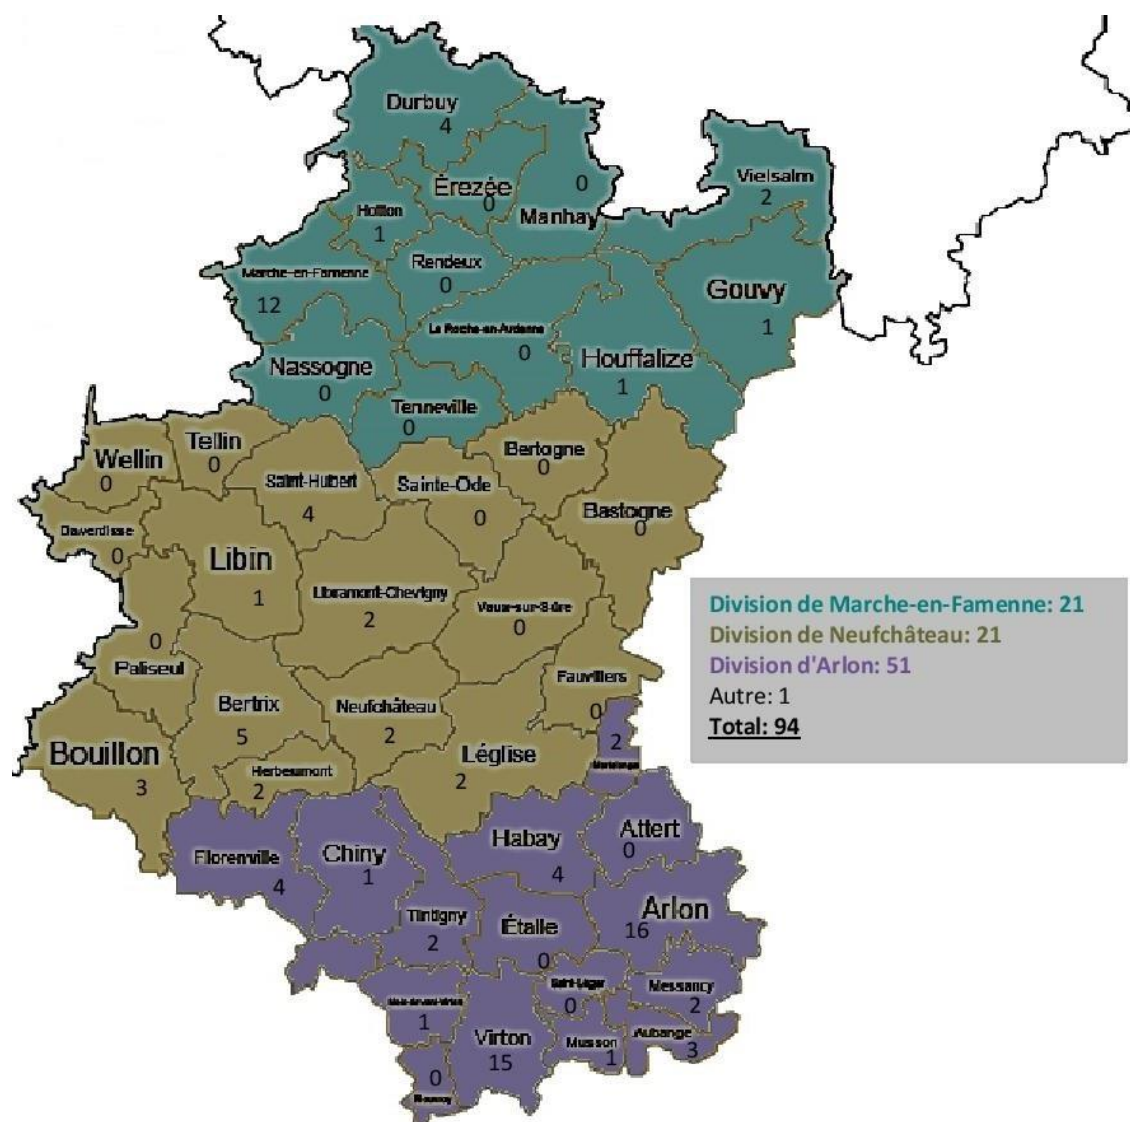 Durbuy
4
Érezée
0
0
Manhay
Vielsalm
2
Hotton
1
Rendeux
0
Marche-en-Famenne
12
Gouvy
1
La Roche-en-Ardenne
0
Houffalize
1
Nassogne
0
Tenneville
0
Wellin
0
Tellin
0
Bertogne
0
Saint-Hubert
4
Sainte-Ode
0
Bastogne
0
Daverdisse
0
Libin
1
Libramont-Chevigny
2
Vaux-sur-Sûre
0
0
Paliseul
Fauvillers
0
Bertrix
5
Neufchâteau
2
Bouillon
3
Herbeumont
2
Léglise
2
2
Martelange
Division de Marche-en-Famenne: 21
Division de Neufchâteau: 21
Division d'Arlon: 51
Autre: 1
Total: 94
Habay
4
Attert
0
Florenville
4
Chiny
1
Tintigny
2
Étalle
0
Arlon
16
Saint-Léger
0
Messancy
2
1
Virton
15
Musson
1
Aubange
3
0
Rouvroy